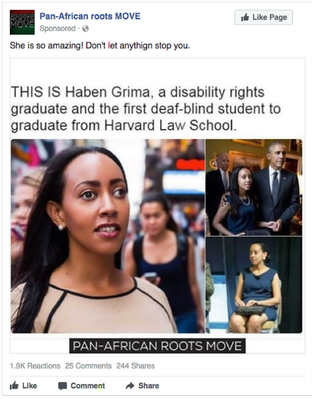 ROOTS
MOVE
Pan-African roots MOVE
Like Page
Sponsored ·
She is so amazing! Don't let anythign stop you.
THIS IS Haben Grima, a disability rights
graduate and the first deaf-blind student to
graduate from Harvard Law School.
PAN-AFRICAN ROOTS MOVE
1.9K Reactions 25 Comments 244 Shares
Like Comment Share